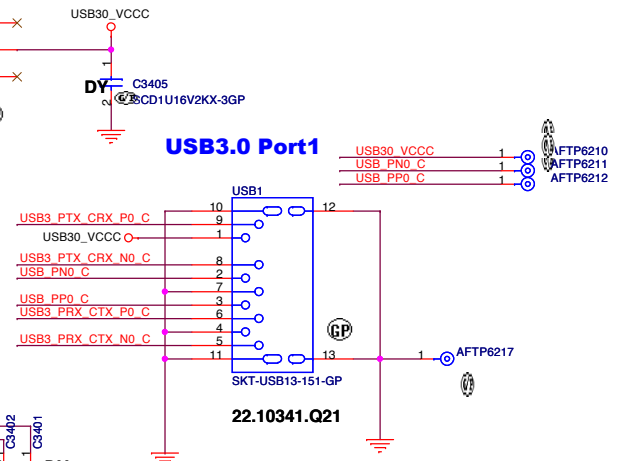 USB30_VCCC
1
DY
C3405
2
SCD1U16V2KX-3GP
USB3.0 Port1
USB30_VCCC 1 AFTP6210
USB_PN0_C 1 AFTP6211
USB_PP0_C 1 AFTP6212
USB1
10 12
USB3_PTX_CRX_P0_C 9
USB30_VCCC 1
USB3_PTX_CRX_N0_C 8
USB_PN0_C 2
7
USB_PP0_C 3
USB3_PRX_CTX_P0_C 6
4
GP
USB3_PRX_CTX_N0_C 5
11 13 1 AFTP6217
SKT-USB13-151-GP
22.10341.Q21
C3402
C3401